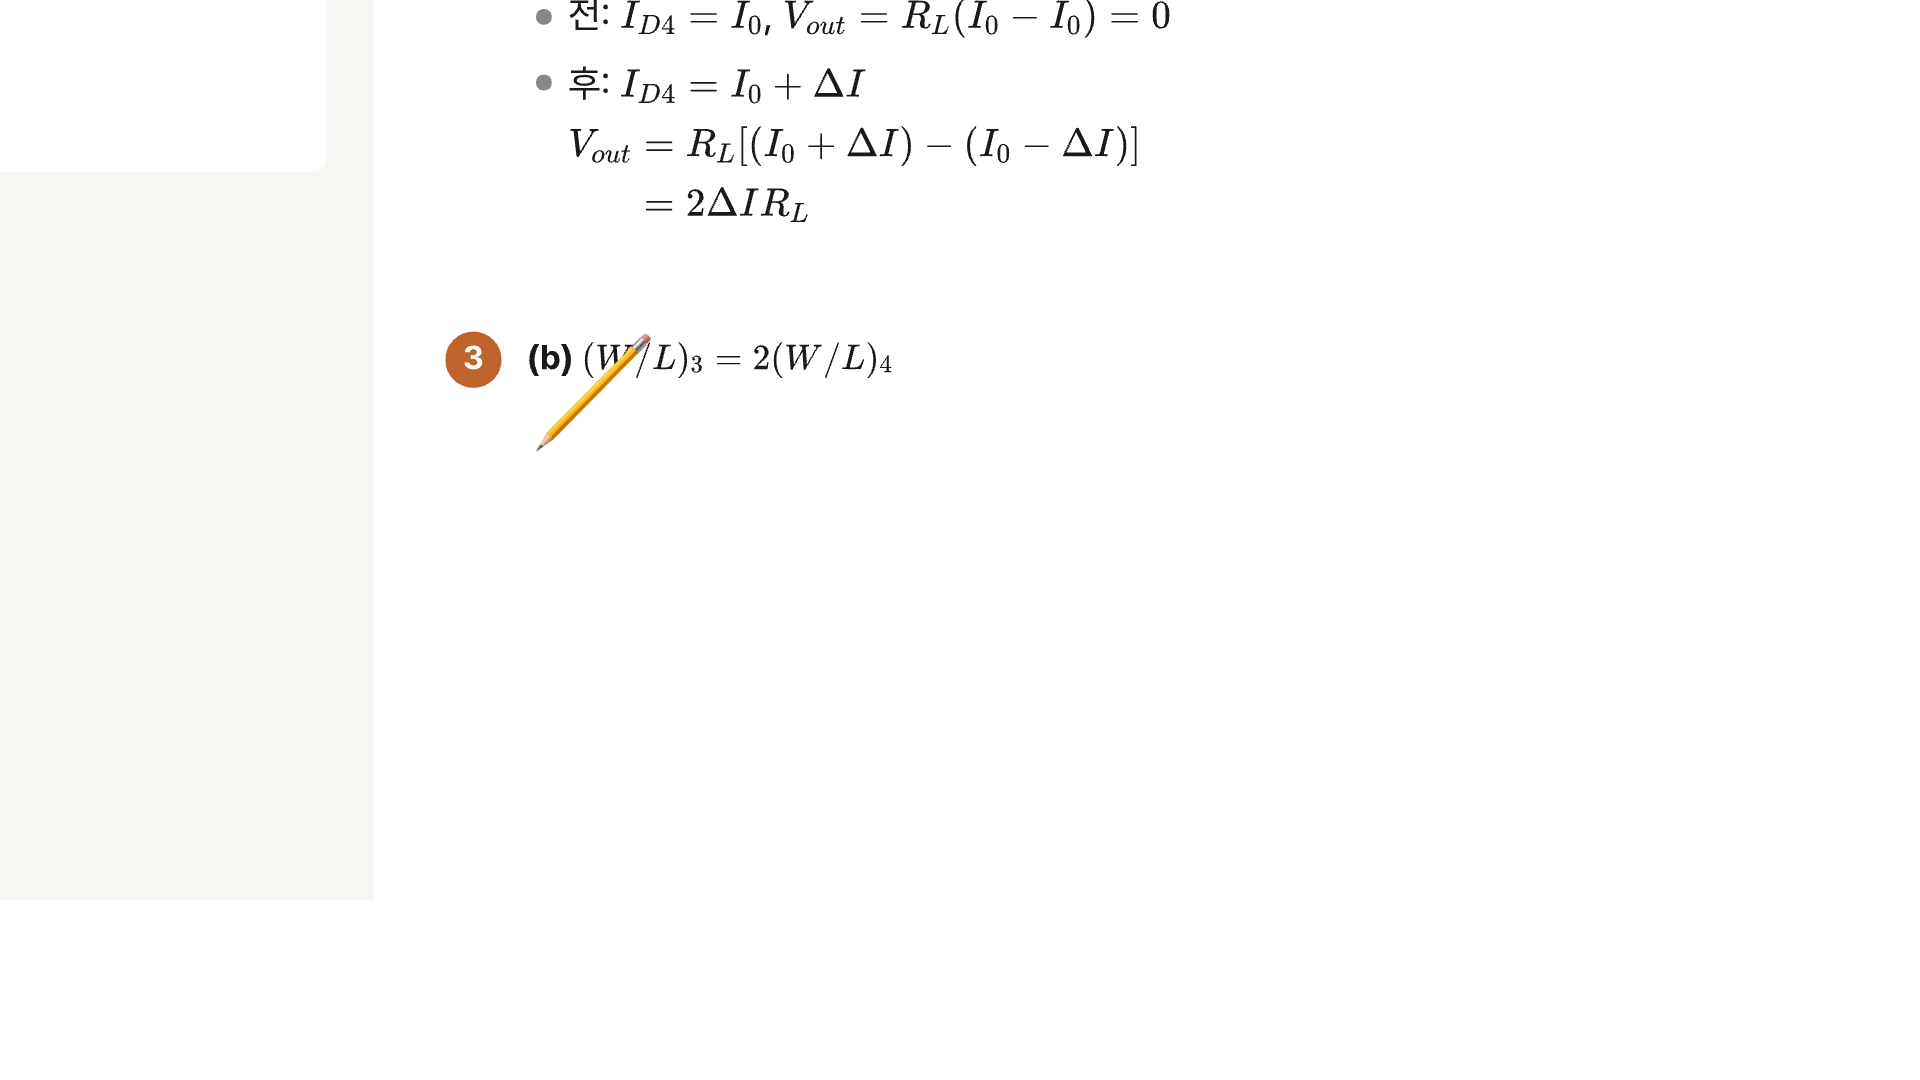 전: $I_{D4} = I_0$, $V_{out} = R_L(I_0 - I_0) = 0$
후: $I_{D4} = I_0 + \Delta I$
$V_{out} = R_L[(I_0 + \Delta I) - (I_0 - \Delta I)]$
$= 2\Delta I R_L$
3 (b) $(W/L)_3 = 2(W/L)_4$